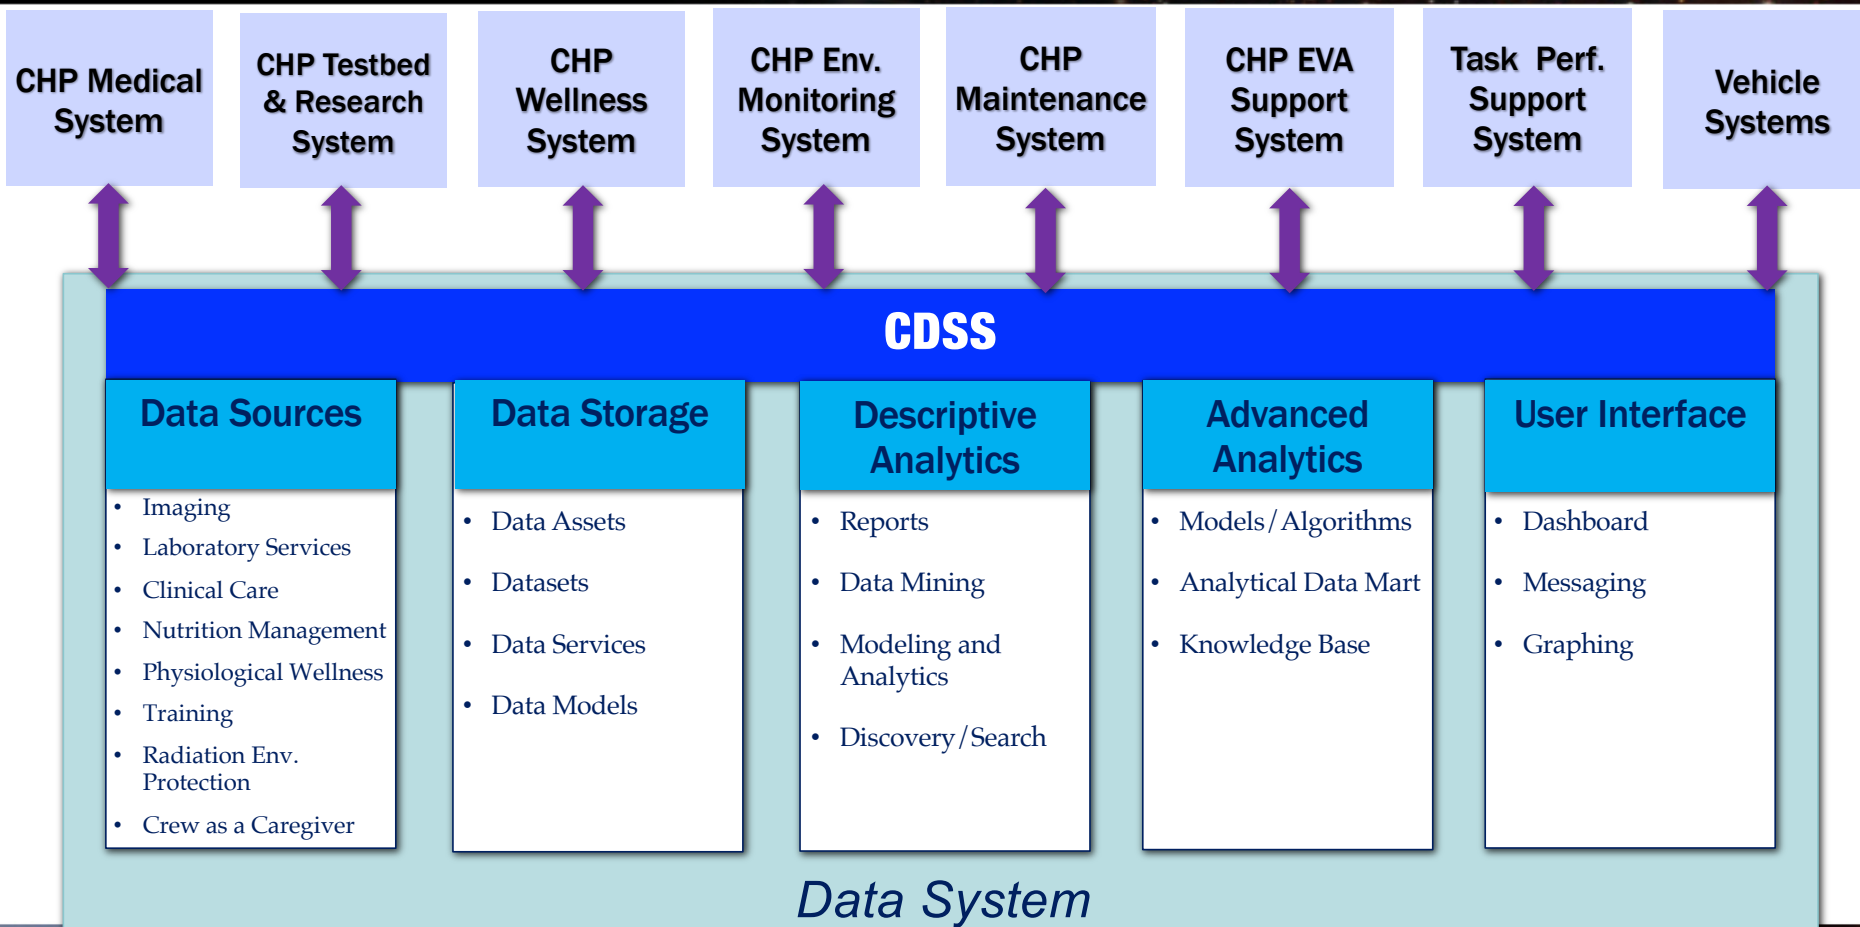 CHP Medical
System
CHP Testbed
& Research
System
CHP
Wellness
System
CHP Env.
Monitoring
System
CHP
Maintenance
System
CHP EVA
Support
System
Task Perf.
Support
System
Vehicle
Systems
CDSS
Data Sources
• Imaging
• Laboratory Services
• Clinical Care
• Nutrition Management
• Physiological Wellness
• Training
• Radiation Env.
Protection
• Crew as a Caregiver
Data Storage
• Data Assets
• Datasets
• Data Services
• Data Models
Descriptive
Analytics
• Reports
• Data Mining
• Modeling and
Analytics
• Discovery/Search
Advanced
Analytics
• Models/Algorithms
• Analytical Data Mart
• Knowledge Base
User Interface
• Dashboard
• Messaging
• Graphing
Data System